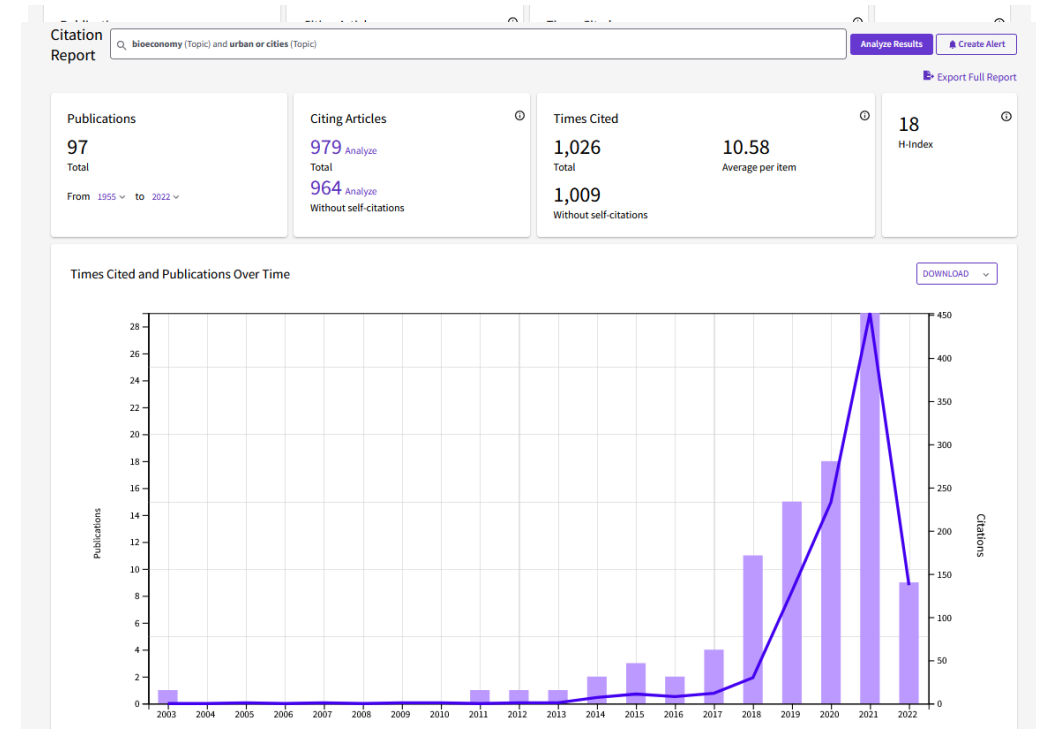 Citation
Report
bioeconomy (Topic) and urban or cities (Topic)
Analyze Results
Create Alert
Export Full Report
Publications
97
Total
From 1955 to 2022
Citing Articles
979 Analyze
Total
964 Analyze
Without self-citations
Times Cited
1,026
Total
1,009
Without self-citations
10.58
Average per item
18
H-Index
Times Cited and Publications Over Time
DOWNLOAD
Publications
28
26
24
22
20
18
16
14
12
10
8
6
4
2
0
450
400
350
300
250
200
150
100
50
0
Citations
2003 2004 2005 2006 2007 2008 2009 2010 2011 2012 2013 2014 2015 2016 2017 2018 2019 2020 2021 2022